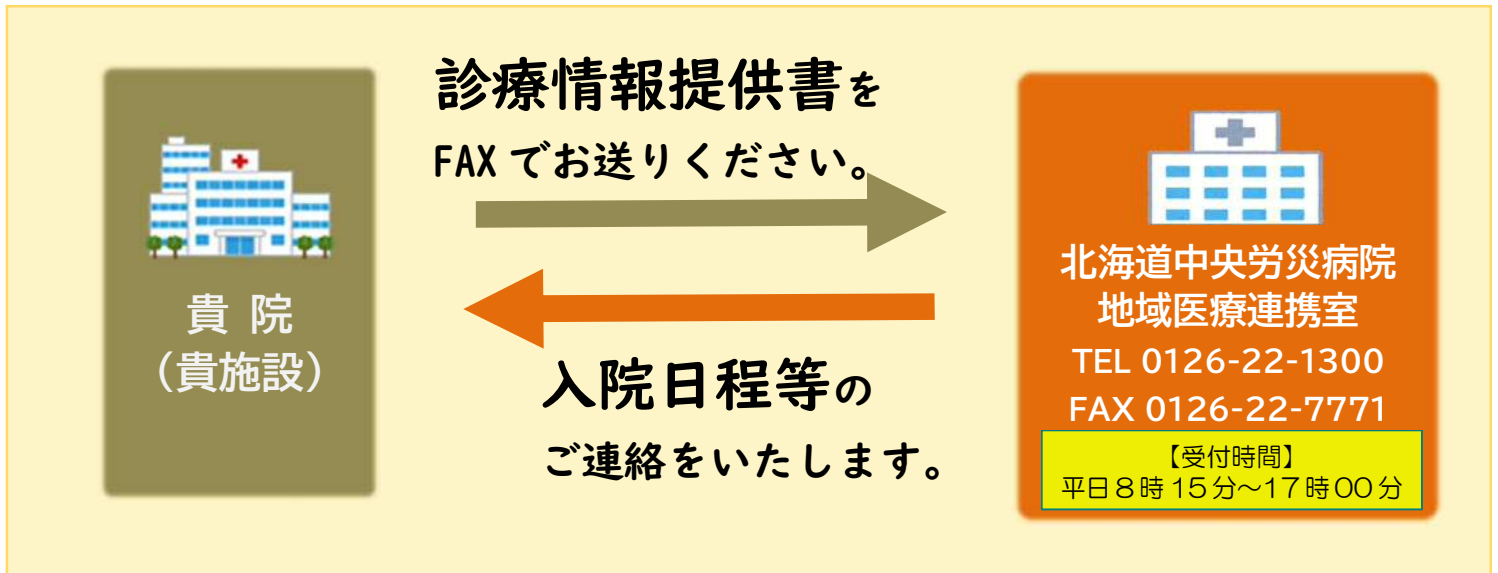 診療情報提供書を
FAXでお送りください。
貴 院
（貴施設）
入院日程等の
ご連絡をいたします。
北海道中央労災病院
地域医療連携室
TEL 0126-22-1300
FAX 0126-22-7771
【受付時間】
平日８時15分～17時00分